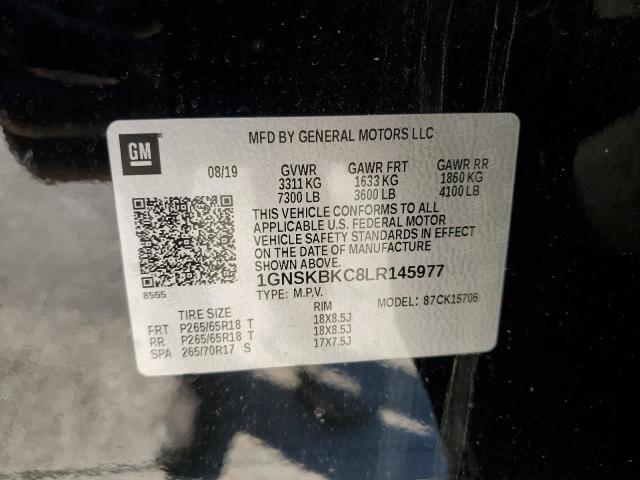 GM
MFD BY GENERAL MOTORS LLC
08/19 GVWR GAWR FRT GAWR RR
3311 KG 1633 KG 1860 KG
7300 LB 3600 LB 4100 LB
THIS VEHICLE CONFORMS TO ALL
APPLICABLE U.S. FEDERAL MOTOR
VEHICLE SAFETY STANDARDS IN EFFECT
ON THE DATE OF MANUFACTURE
SHOWN ABOVE.
8555
1GNSKBKC8LR145977
TYPE: M.P.V. MODEL: 87CK15706
TIRE SIZE RIM
FRT P265/65R18 T 18X8.5J
RR P265/65R18 T 18X8.5J
SPA 265/70R17 S 17X7.5J